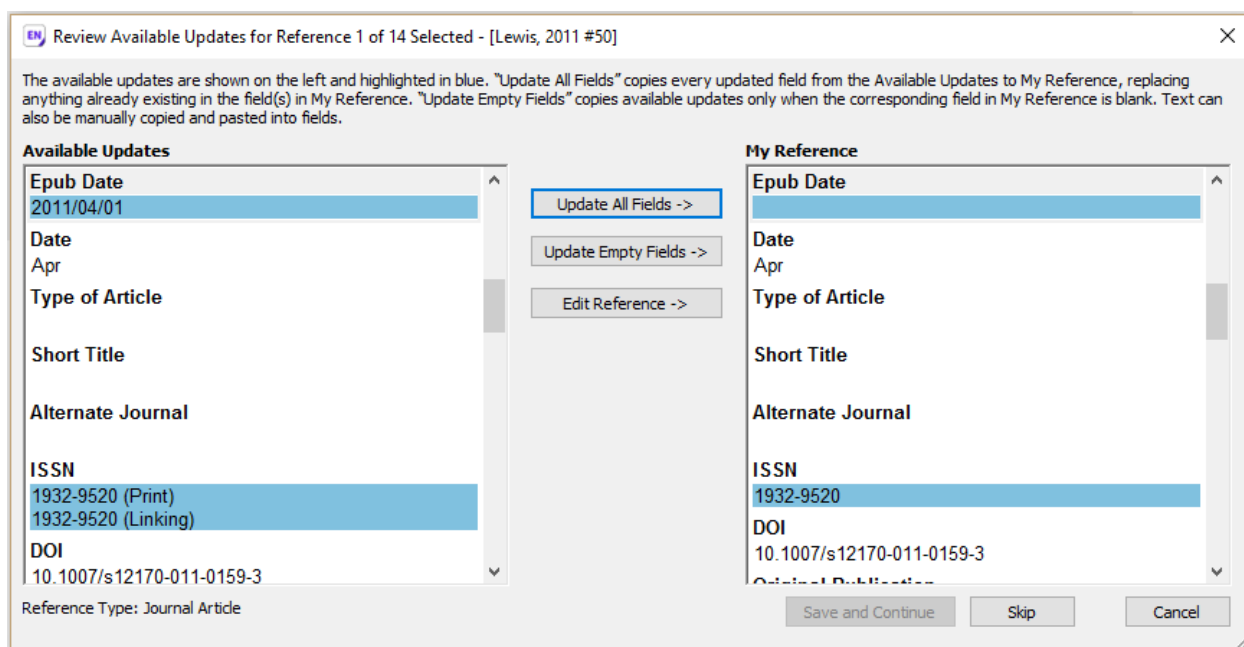 EN
Review Available Updates for Reference 1 of 14 Selected - [Lewis, 2011 #50]
The available updates are shown on the left and highlighted in blue. "Update All Fields" copies every updated field from the Available Updates to My Reference, replacing
anything already existing in the field(s) in My Reference. "Update Empty Fields" copies available updates only when the corresponding field in My Reference is blank. Text can
also be manually copied and pasted into fields.
Available Updates
Epub Date
2011/04/01
Date
Apr
Type of Article
Short Title
Alternate Journal
ISSN
1932-9520 (Print)
1932-9520 (Linking)
DOI
10.1007/s12170-011-0159-3
Update All Fields ->
Update Empty Fields ->
Edit Reference ->
My Reference
Epub Date
Date
Apr
Type of Article
Short Title
Alternate Journal
ISSN
1932-9520
DOI
10.1007/s12170-011-0159-3
Original Publication
Reference Type: Journal Article
Save and Continue
Skip
Cancel